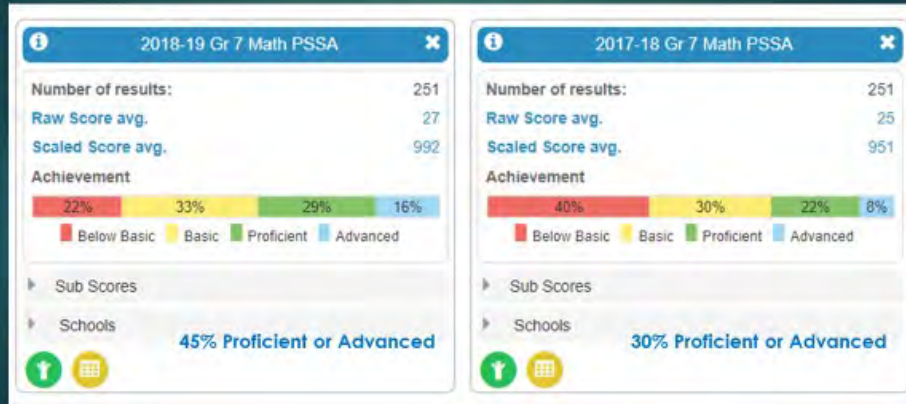 2018-19 Gr 7 Math PSSA
Number of results: 251
Raw Score avg. 27
Scaled Score avg. 992
Achievement
22% 33% 29% 16%
Below Basic Basic Proficient Advanced
Sub Scores
Schools
45% Proficient or Advanced
2017-18 Gr 7 Math PSSA
Number of results: 251
Raw Score avg. 25
Scaled Score avg. 951
Achievement
40% 30% 22% 8%
Below Basic Basic Proficient Advanced
Sub Scores
Schools
30% Proficient or Advanced